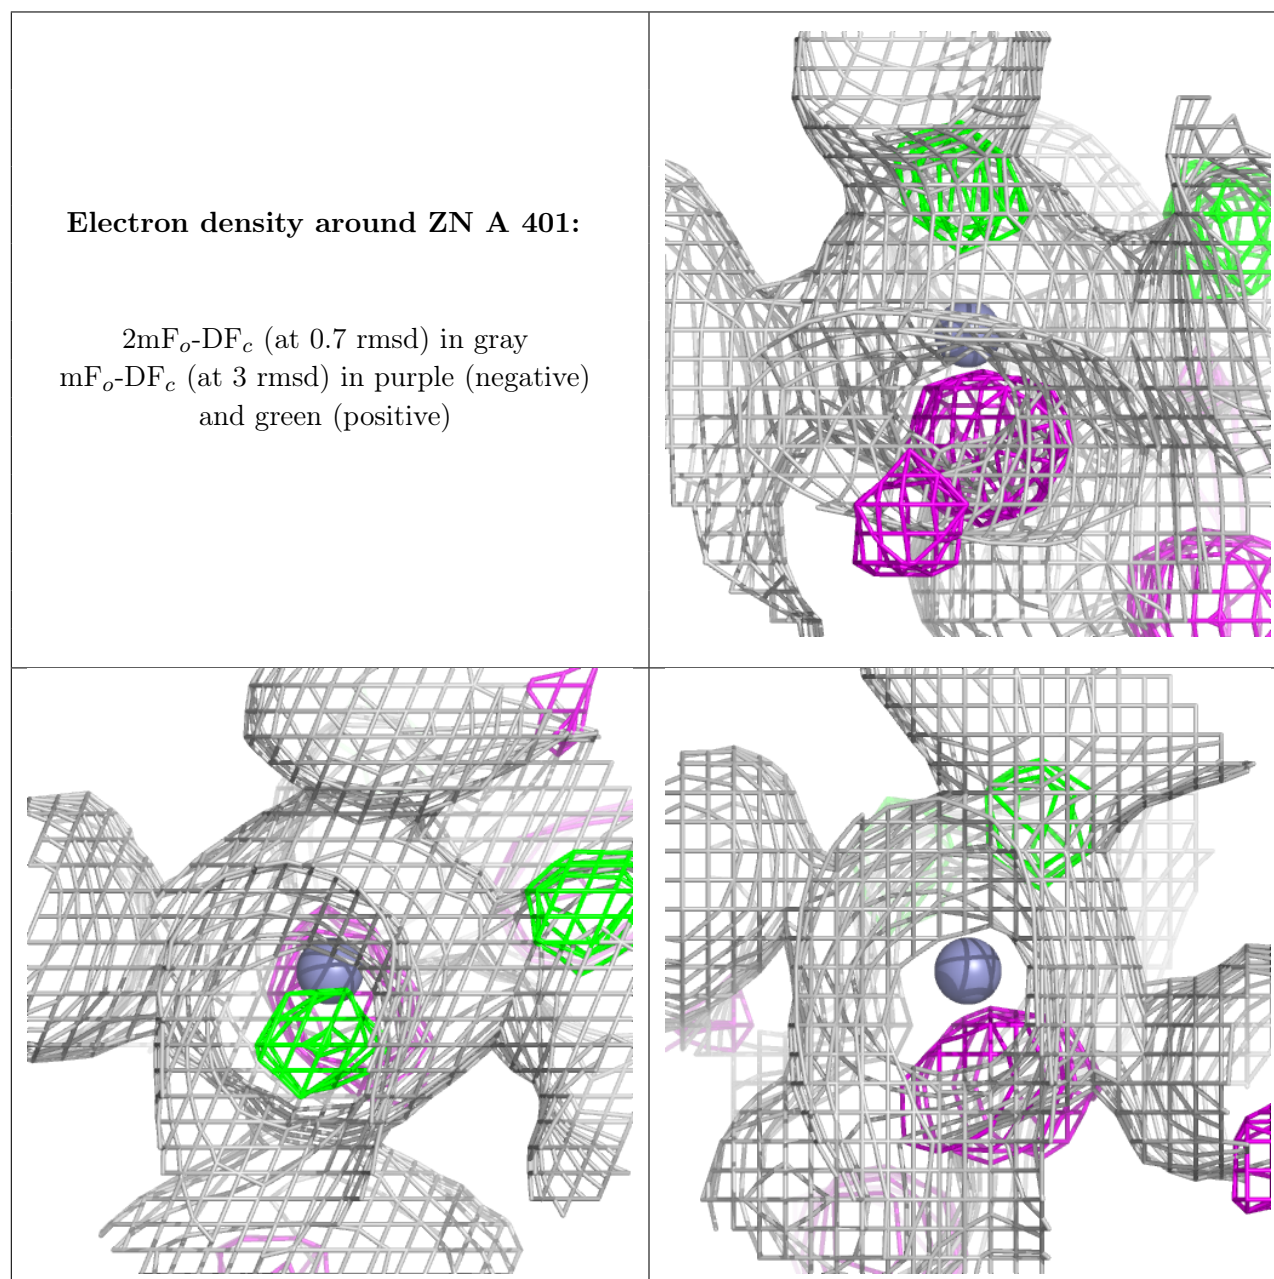 Electron density around ZN A 401:
2mFo-DFc (at 0.7 rmsd) in gray
mFo-DFc (at 3 rmsd) in purple (negative)
and green (positive)